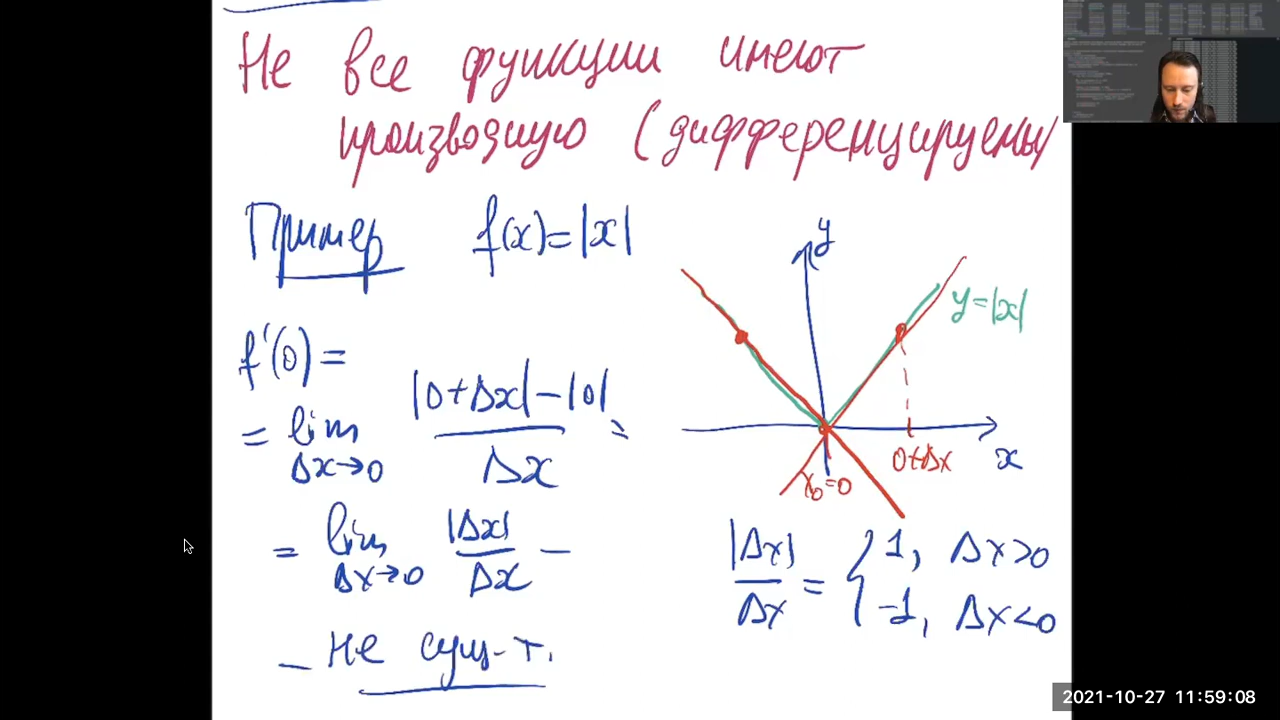 Не все функции имеют
производную (дифференцируемы)
Пример f(x)=|x|
y
y=|x|
f'(0)=
= lim Δx→0 |0+Δx|-|0| / Δx =
x₀=0
0+Δx
x
= lim Δx→0 |Δx| / Δx –
|Δx| / Δx = { 1, Δx>0
-1, Δx<0
– не сущ-т.
2021-10-27 11:59:08